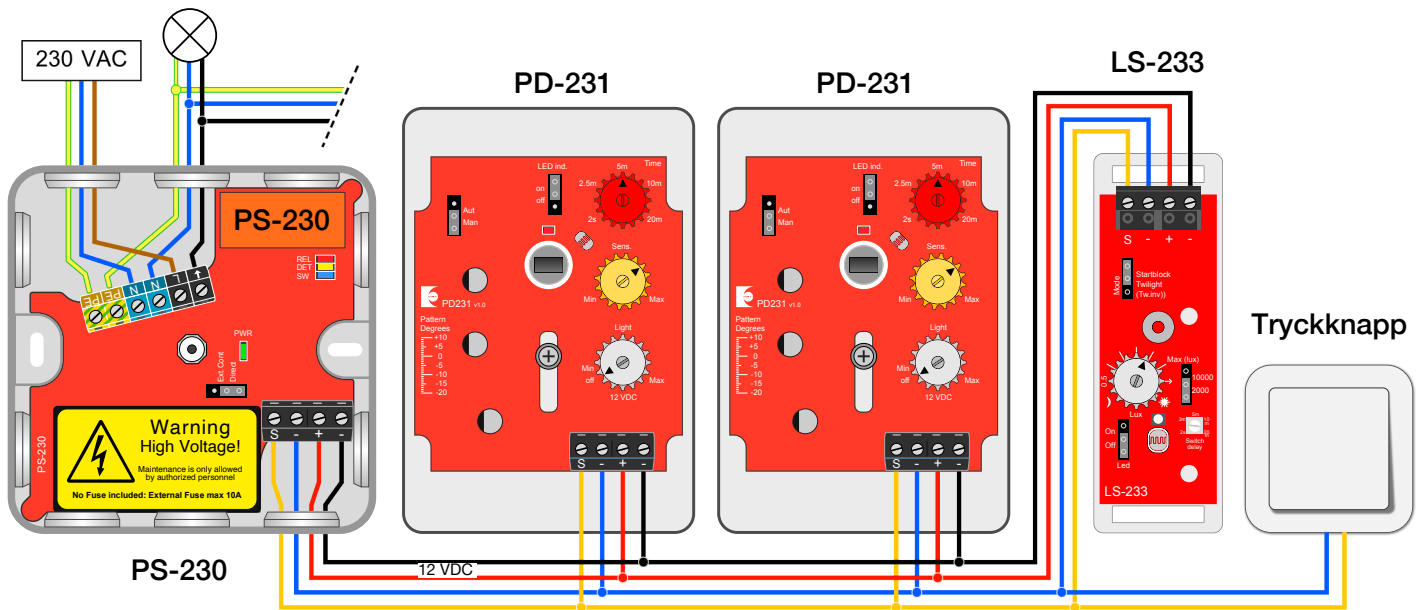 230 VAC
PS-230
REL
DET
SW
PE
PE
N
N
L
PWR
Ext Cont
Direct
S - + -
Warning
High Voltage!
Maintenance is only allowed
by authorized personnel
No Fuse included: External Fuse max 10A
PS-230
PS-230
12 VDC
PD-231
LED ind.
on
off
Aut
Man
Time
5m
2.5m
10m
2s
20m
Sens.
Min
Max
PD231 v1.0
Pattern
Degrees
+10
+5
0
-5
-10
-15
-20
Light
Min
off
Max
12 VDC
S - + -
PD-231
LED ind.
on
off
Aut
Man
Time
5m
2.5m
10m
2s
20m
Sens.
Min
Max
PD231 v1.0
Pattern
Degrees
+10
+5
0
-5
-10
-15
-20
Light
Min
off
Max
12 VDC
S - + -
LS-233
S - + -
Mode
Startblock
Twilight
(Tw.inv))
Max (lux)
10000
2000
0.5
Lux
On
Off
Led
5m
Switch
delay
LS-233
Tryckknapp